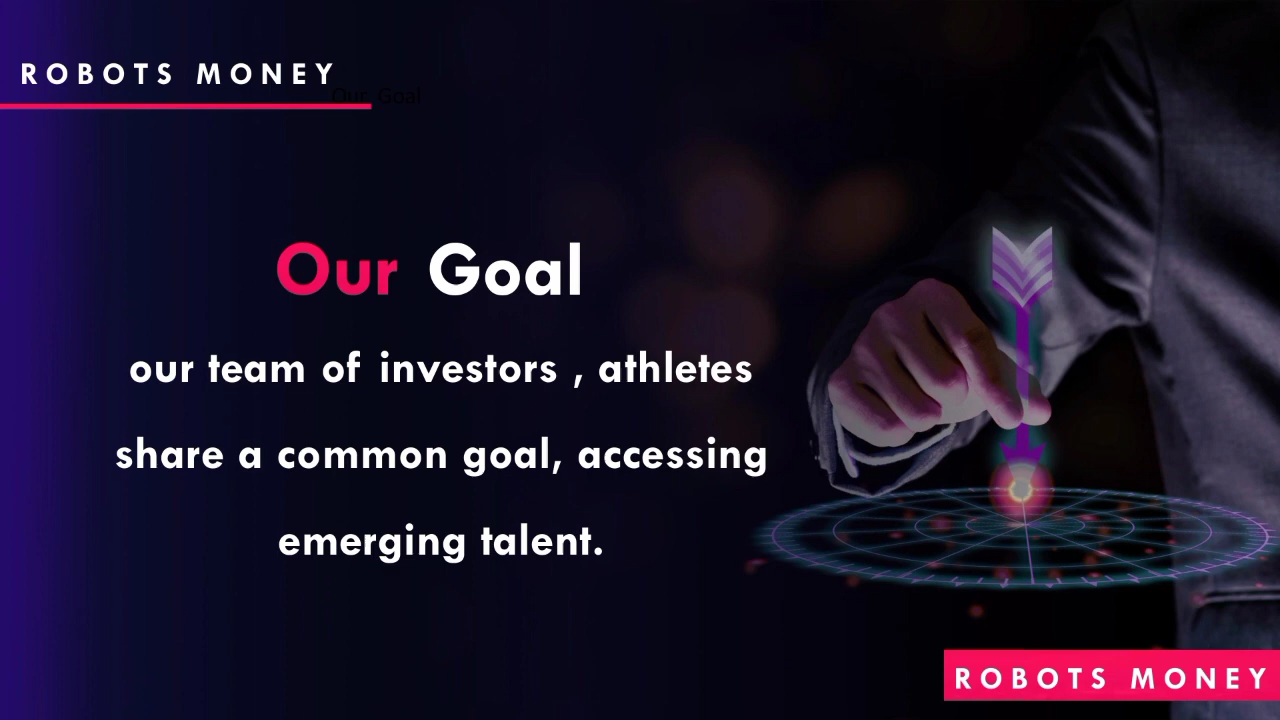 ROBOTS MONEY
Our Goal
Our Goal
our team of investors , athletes
share a common goal, accessing
emerging talent.
ROBOTS MONEY